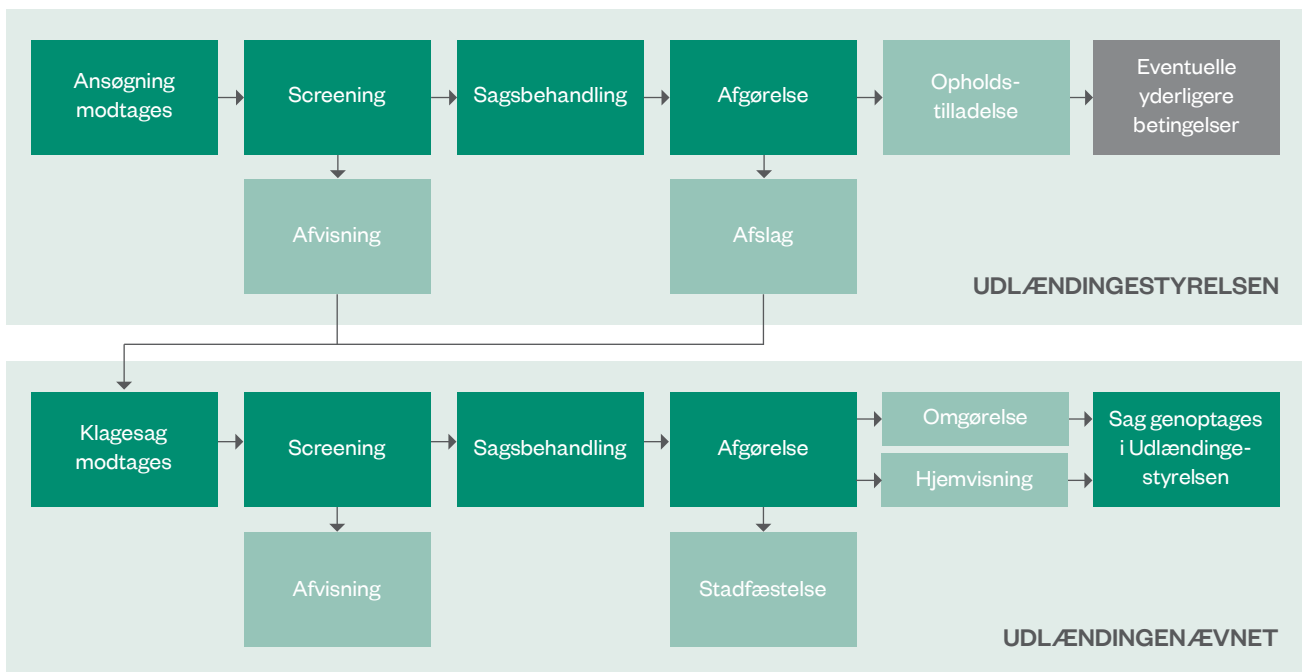 Ansøgning
modtages
Screening
Sagsbehandling
Afgørelse
Opholds-
tilladelse
Eventuelle
yderligere
betingelser
Afvisning
Afslag
UDLÆNDINGESTYRELSEN
Klagesag
modtages
Screening
Sagsbehandling
Afgørelse
Omgørelse
Hjemvisning
Sag genoptages
i Udlændinge-
styrelsen
Afvisning
Stadfæstelse
UDLÆNDINGENÆVNET